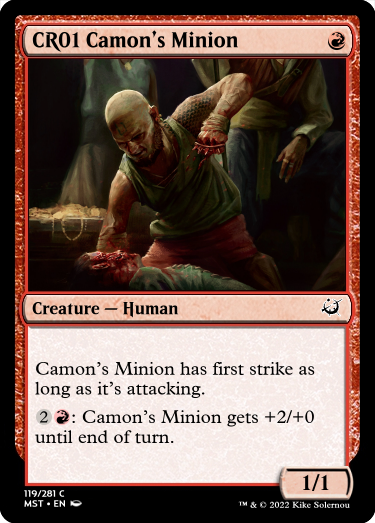 CR01 Camon's Minion
Creature — Human
Camon's Minion has first strike as
long as it's attacking.
2 : Camon's Minion gets +2/+0
until end of turn.
1/1
119/281 C
MST • EN
™ & © 2022 Kike Solernou